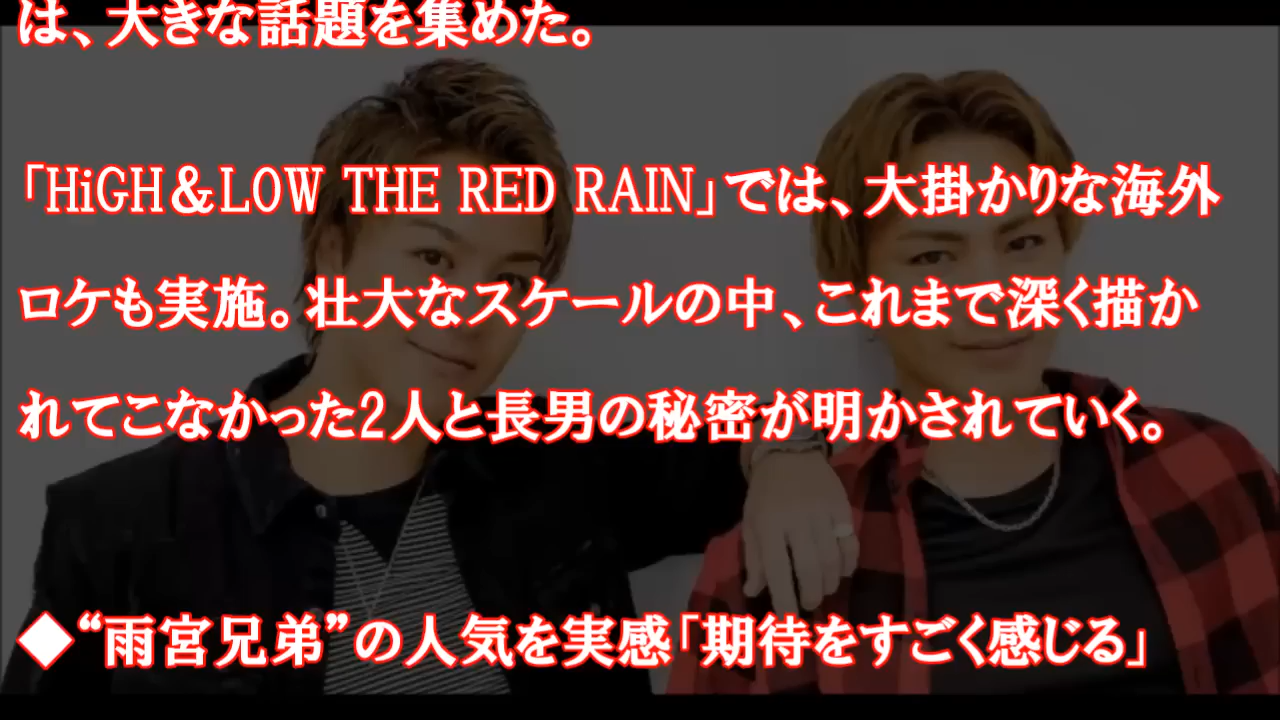 は、大きな話題を集めた。
「HiGH＆LOW THE RED RAIN」では、大掛かりな海外
ロケも実施。壮大なスケールの中、これまで深く描か
れてこなかった2人と長男の秘密が明かされていく。
◆“雨宮兄弟”の人気を実感「期待をすごく感じる」